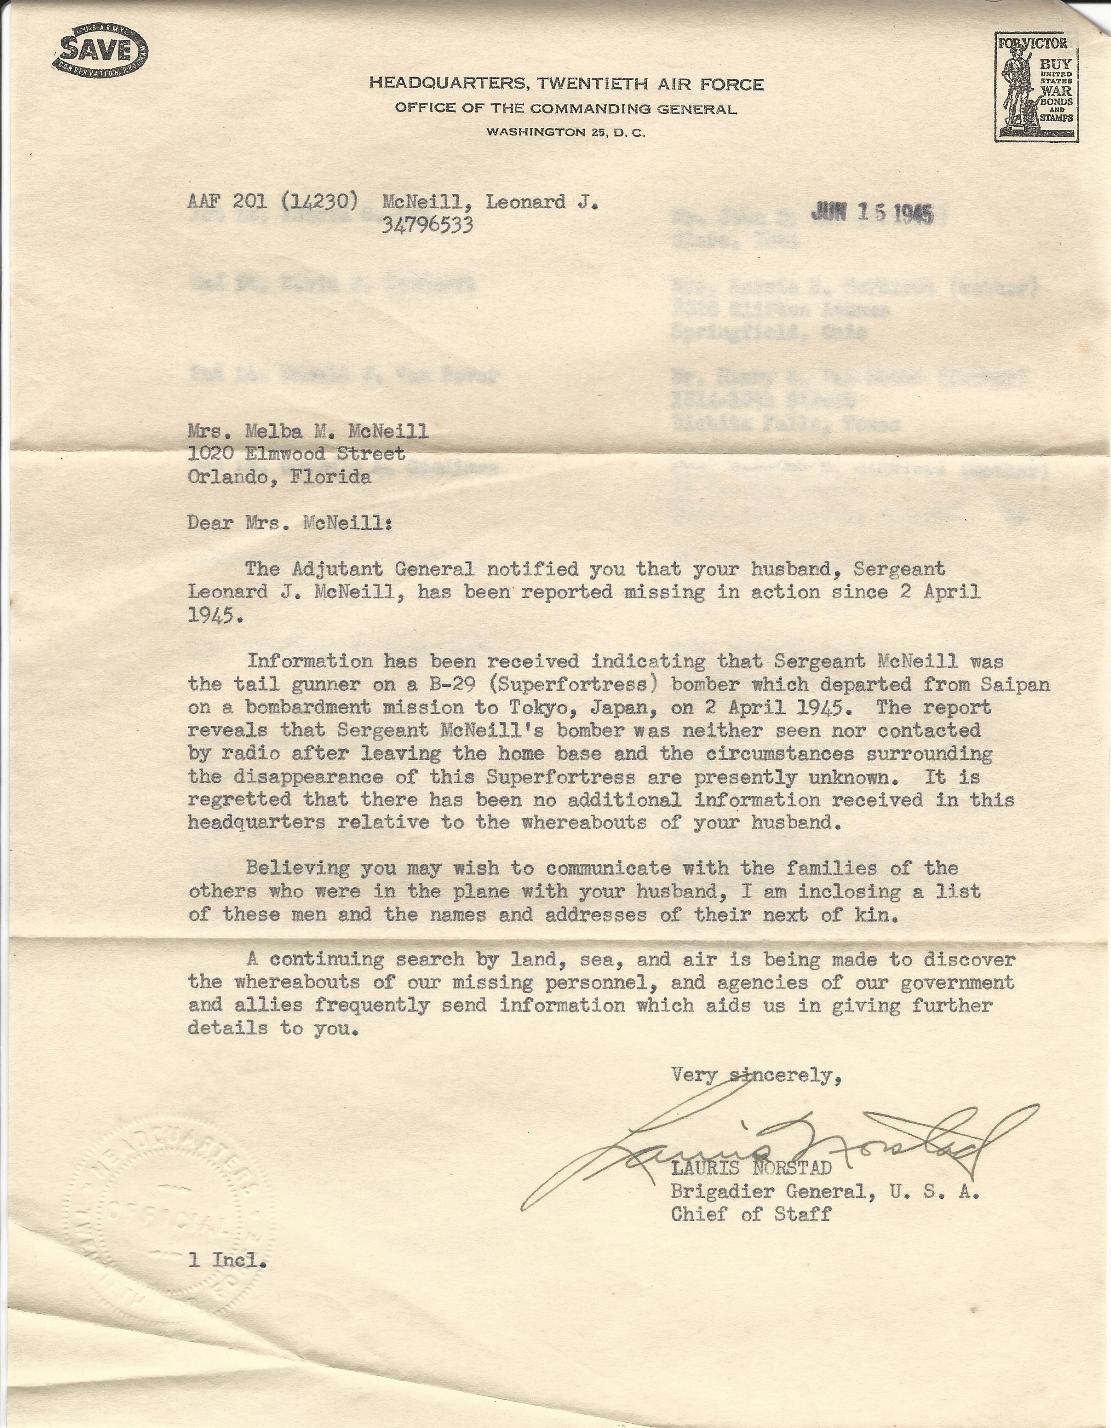 SAVE
HEADQUARTERS, TWENTIETH AIR FORCE
OFFICE OF THE COMMANDING GENERAL
WASHINGTON 25, D. C.
FOR VICTOR
BUY
UNITED
STATES
WAR
BONDS
AND
STAMPS
AAF 201 (14230) McNeill, Leonard J.
34796533
JUN 15 1945
Mrs. Melba M. McNeill
1020 Elmwood Street
Orlando, Florida
Dear Mrs. McNeill:
The Adjutant General notified you that your husband, Sergeant
Leonard J. McNeill, has been reported missing in action since 2 April
1945.
Information has been received indicating that Sergeant McNeill was
the tail gunner on a B-29 (Superfortress) bomber which departed from Saipan
on a bombardment mission to Tokyo, Japan, on 2 April 1945. The report
reveals that Sergeant McNeill's bomber was neither seen nor contacted
by radio after leaving the home base and the circumstances surrounding
the disappearance of this Superfortress are presently unknown. It is
regretted that there has been no additional information received in this
headquarters relative to the whereabouts of your husband.
Believing you may wish to communicate with the families of the
others who were in the plane with your husband, I am inclosing a list
of these men and the names and addresses of their next of kin.
A continuing search by land, sea, and air is being made to discover
the whereabouts of our missing personnel, and agencies of our government
and allies frequently send information which aids us in giving further
details to you.
Very sincerely,
Lauris Norstad
LAURIS NORSTAD
Brigadier General, U. S. A.
Chief of Staff
HEADQUARTERS
OFFICIAL
1 Incl.